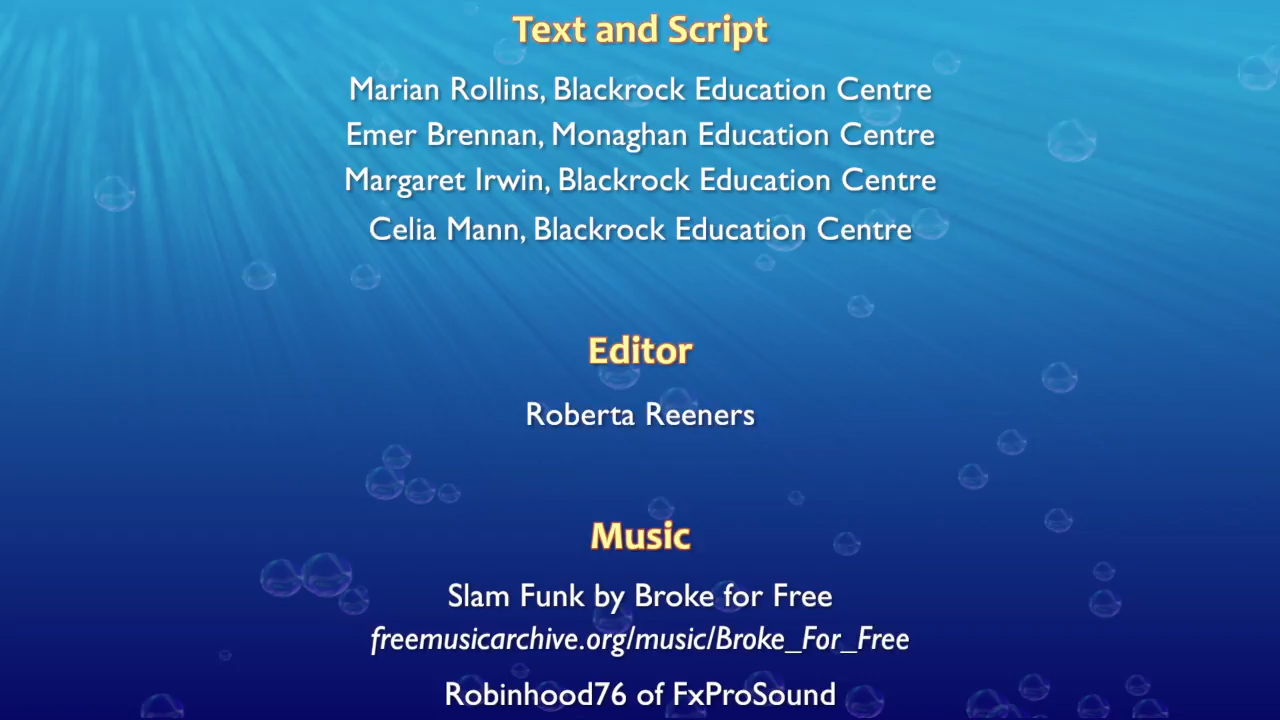 Text and Script
Marian Rollins, Blackrock Education Centre
Emer Brennan, Monaghan Education Centre
Margaret Irwin, Blackrock Education Centre
Celia Mann, Blackrock Education Centre
Editor
Roberta Reeners
Music
Slam Funk by Broke for Free
freemusicarchive.org/music/Broke_For_Free
Robinhood76 of FxProSound